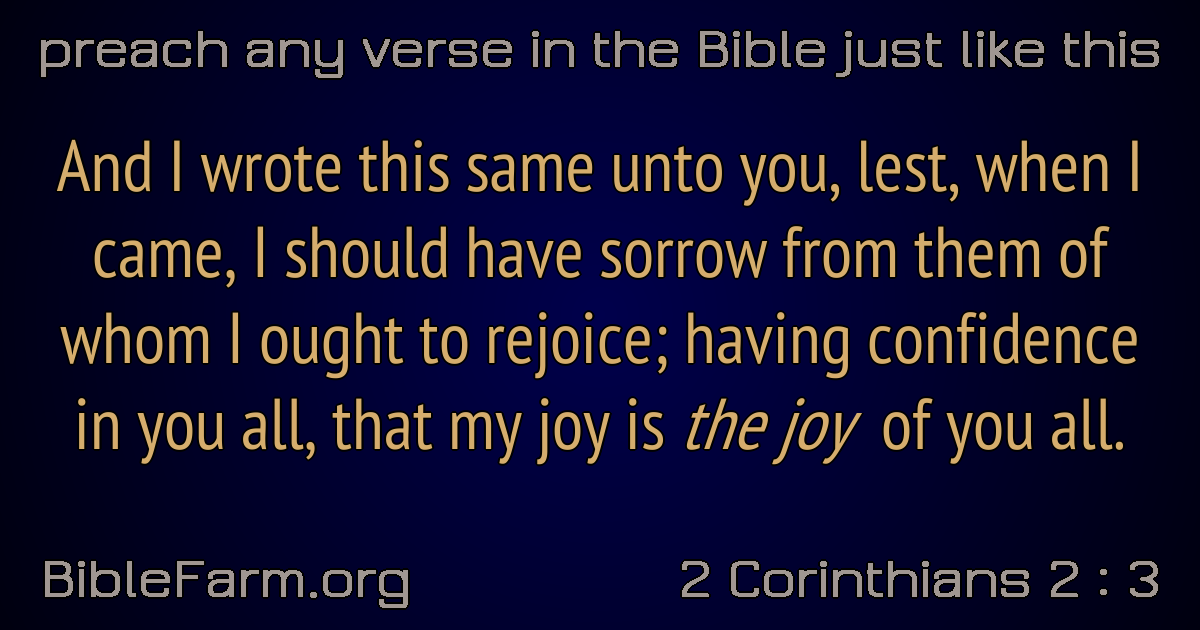 preach any verse in the Bible just like this
And I wrote this same unto you, lest, when I
came, I should have sorrow from them of
whom I ought to rejoice; having confidence
in you all, that my joy is the joy of you all.
BibleFarm.org
2 Corinthians 2 : 3